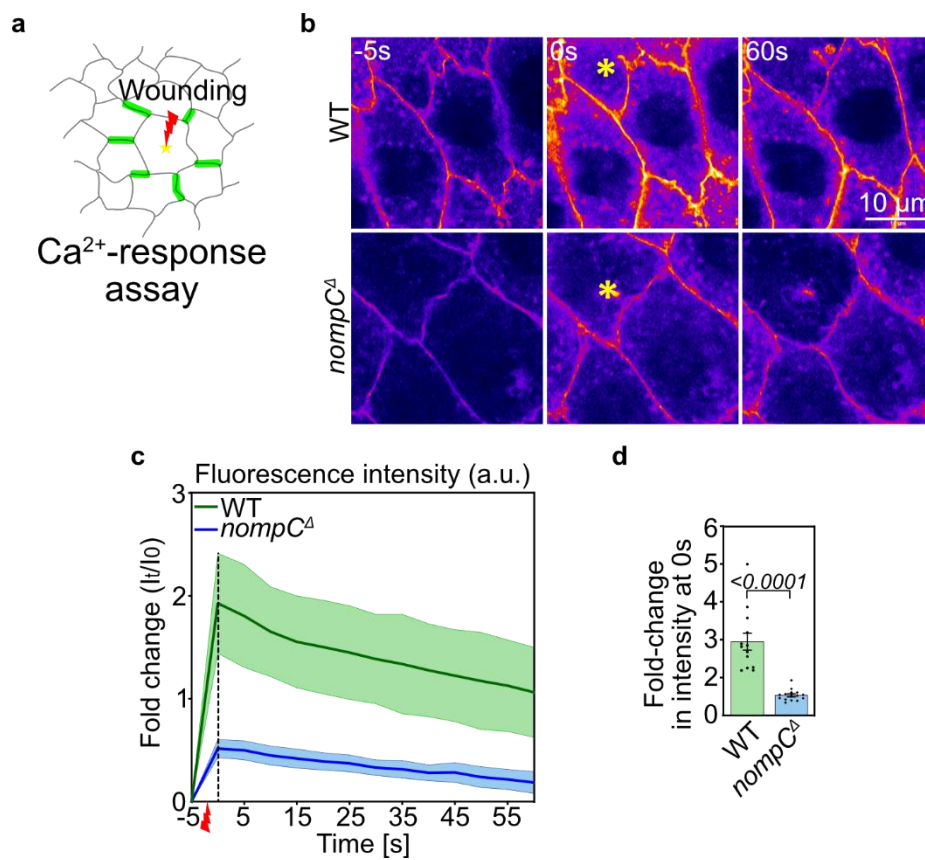 a
Wounding
Ca²⁺-response
assay
b
-5s
0s
60s
WT
*
10 µm
nompC^Δ
*
c
Fluorescence intensity (a.u.)
3
WT
nompC^Δ
2
1
0
Fold change (It/I0)
-5 5 15 25 35 45 55
Time [s]
d
6
5
4
3
2
1
0
<0.0001
Fold-change
in intensity at 0s
WT
nompC^Δ